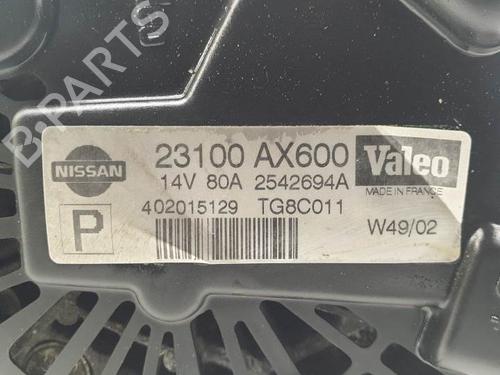 B-PARTS
NISSAN
23100 AX600
Valeo
MADE IN FRANCE
14V 80A 2542694A
402015129 TG8C011
P
W49/02